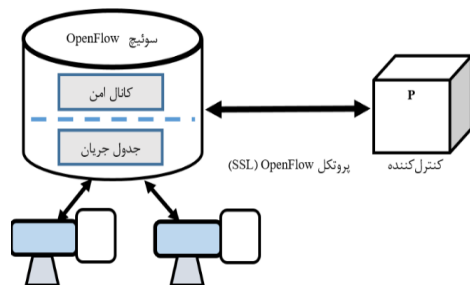 سوئیچ OpenFlow
کانال امن
جدول جریان
P
کنترل‌کننده
پروتکل OpenFlow (SSL)